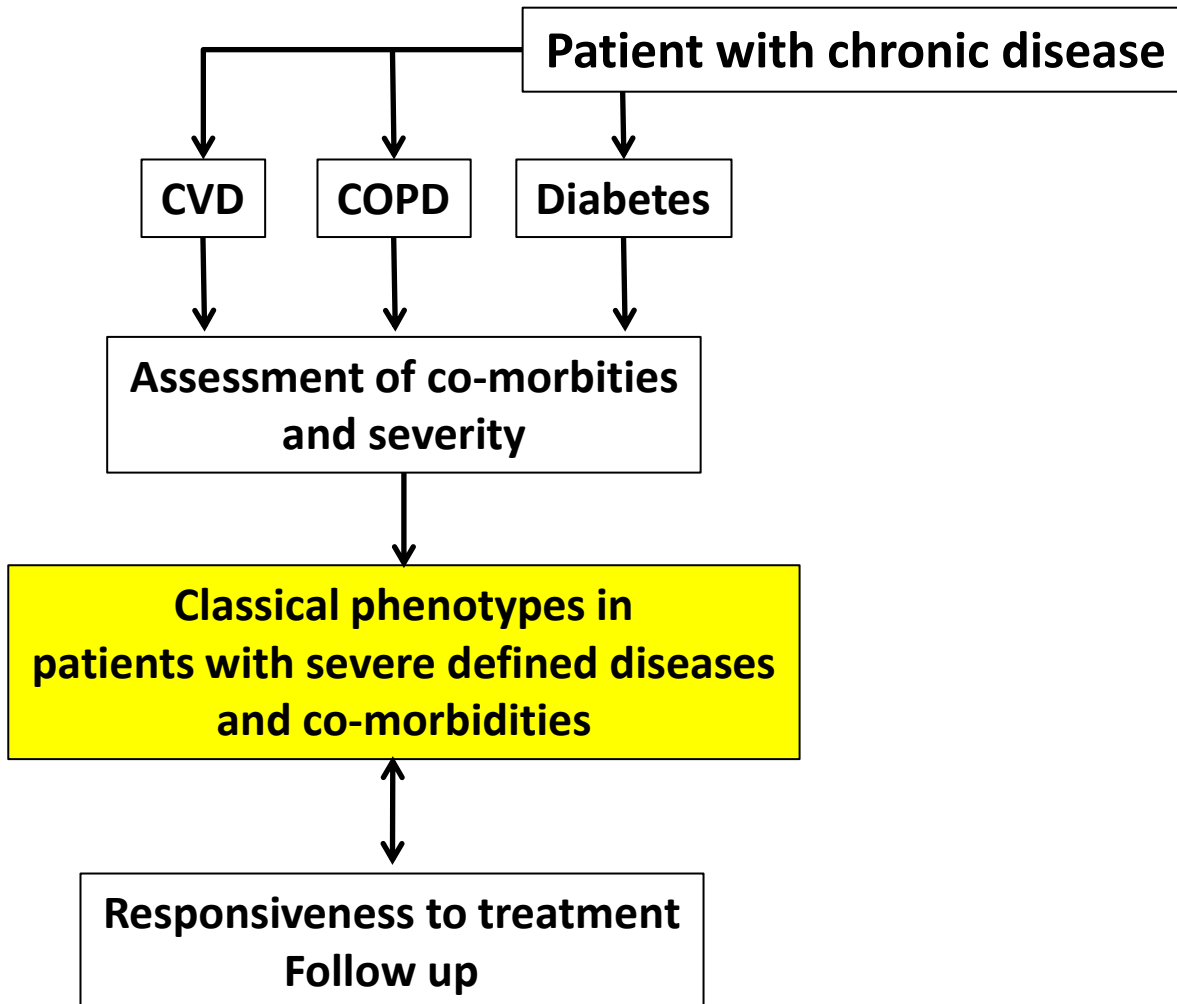 Patient with chronic disease
CVD
COPD
Diabetes
Assessment of co-morbities
and severity
Classical phenotypes in
patients with severe defined diseases
and co-morbidities
Responsiveness to treatment
Follow up